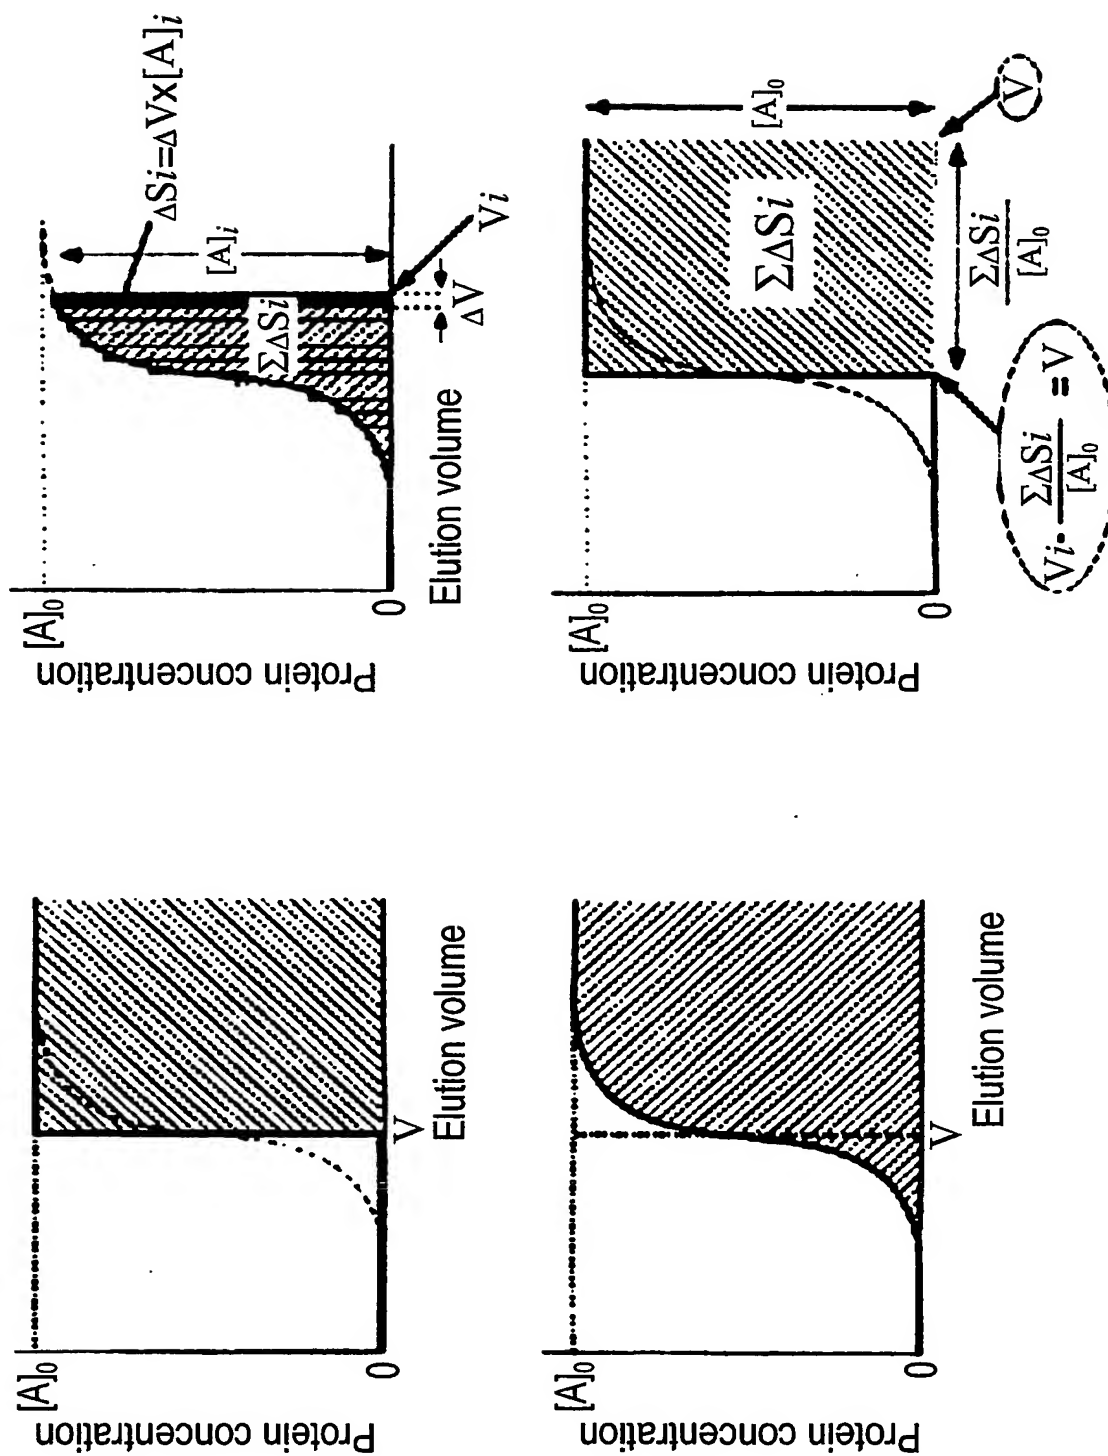 [A]₀
Protein concentration
0
V
Elution volume
[A]₀
Protein concentration
0
ΔSi=ΔVx[A]i
[A]i
ΣΔSi
Vi
ΔV
Elution volume
[A]₀
Protein concentration
0
V
Elution volume
[A]₀
Protein concentration
0
ΣΔSi
[A]₀
ΣΔSi
[A]₀
V
Vi- ΣΔSi = V
[A]₀